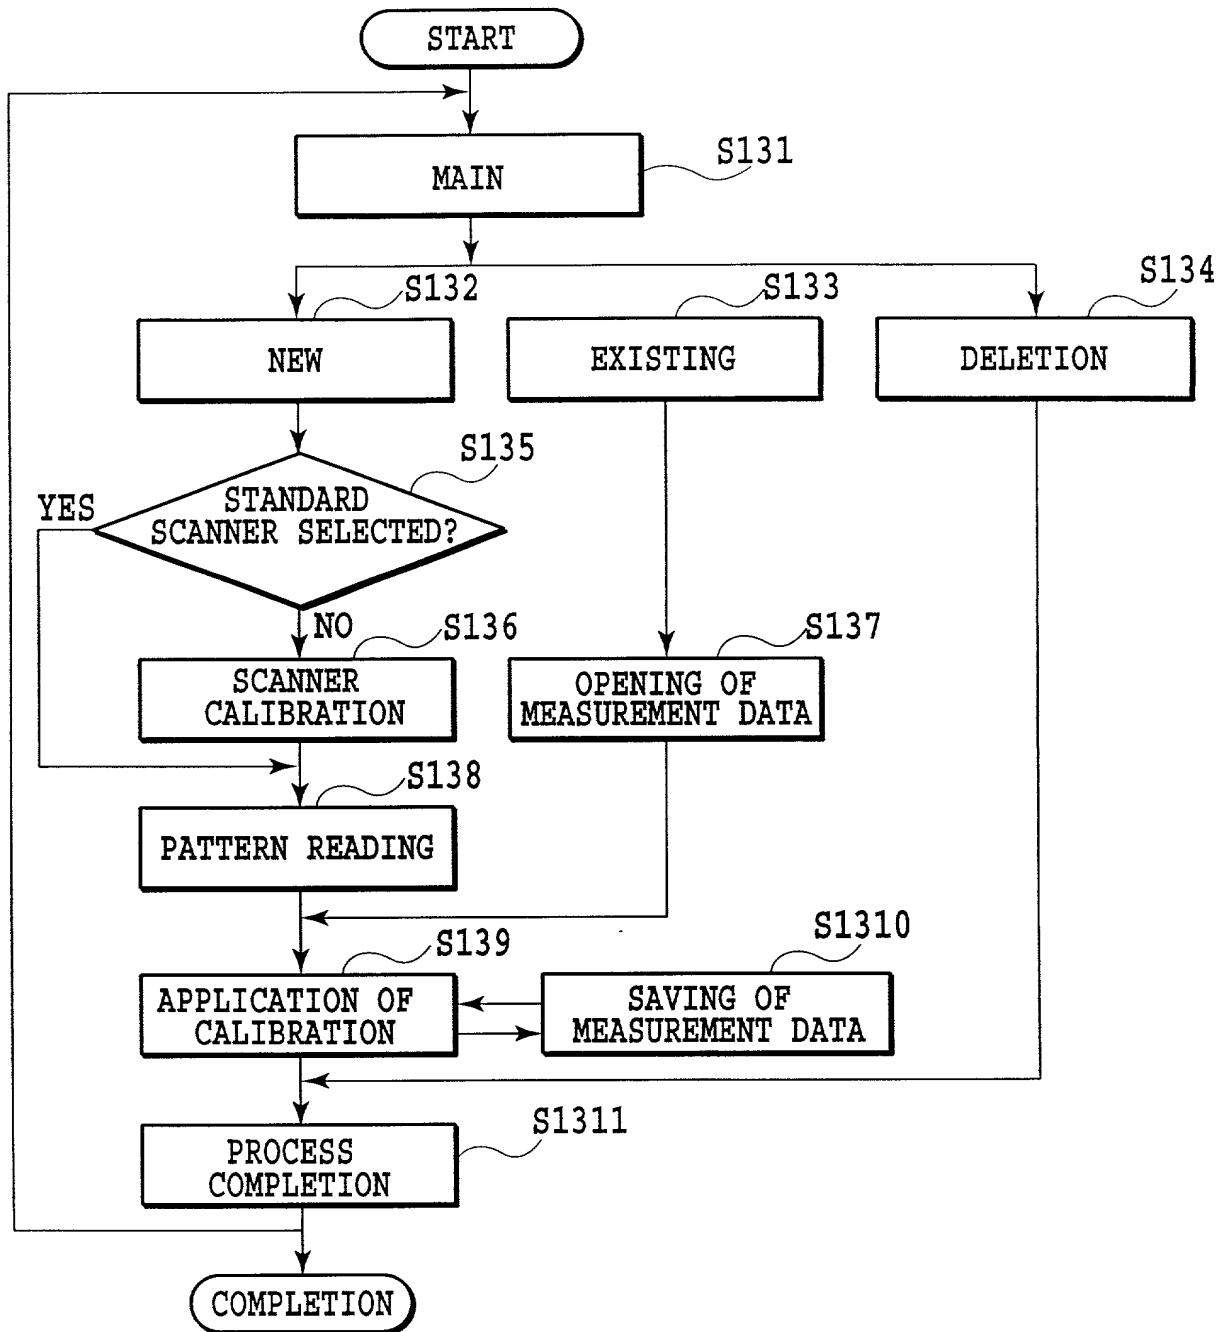 START
S131
MAIN
S132
S133
S134
NEW
EXISTING
DELETION
S135
YES
STANDARD
SCANNER SELECTED?
NO
S136
S137
SCANNER
CALIBRATION
OPENING OF
MEASUREMENT DATA
S138
PATTERN READING
S139
S1310
APPLICATION OF
CALIBRATION
SAVING OF
MEASUREMENT DATA
S1311
PROCESS
COMPLETION
COMPLETION